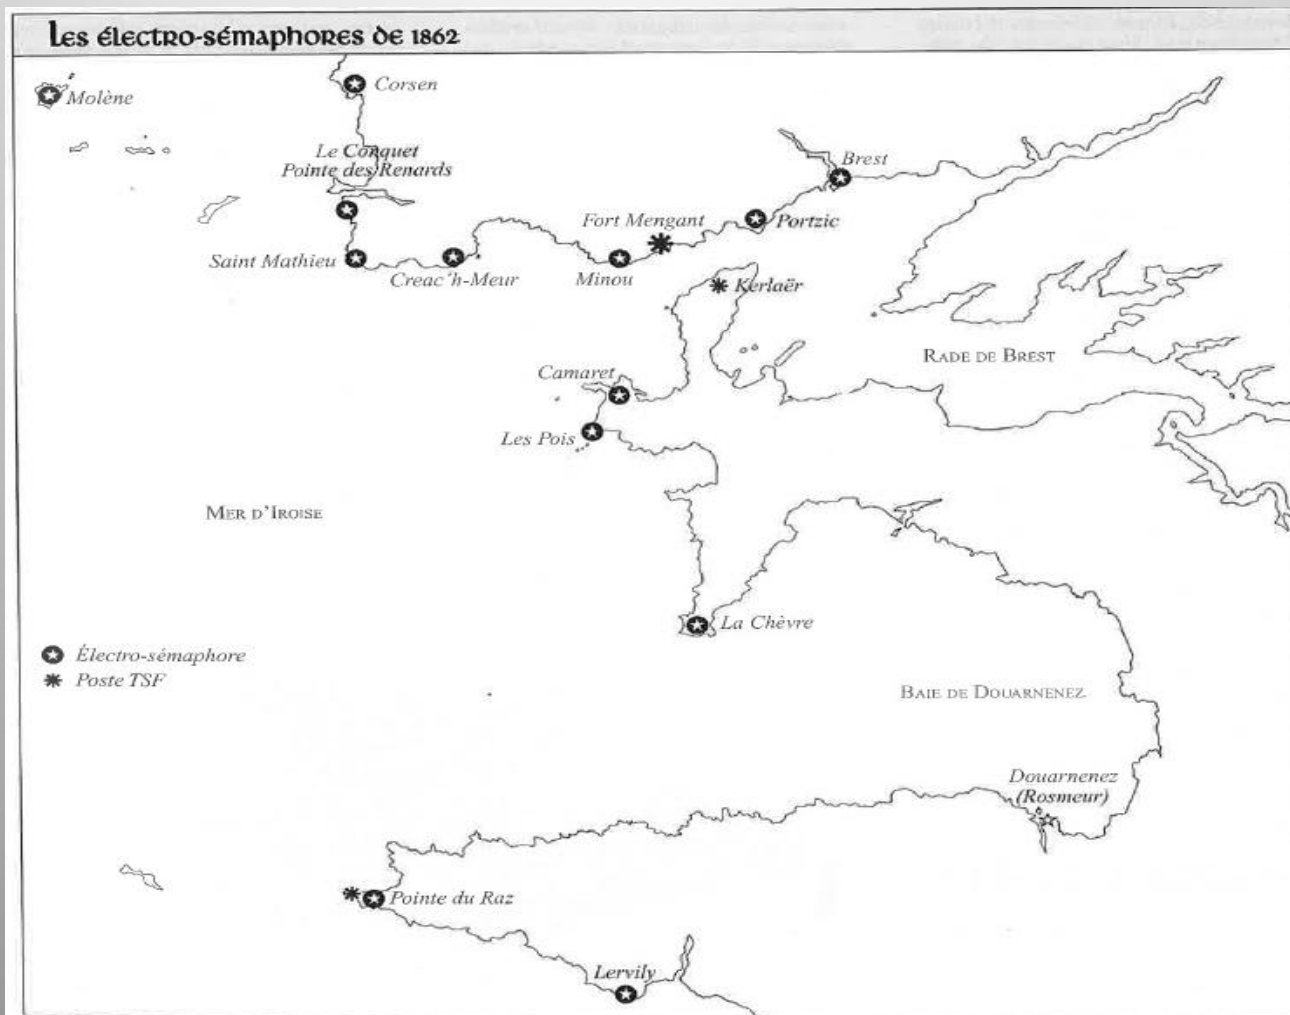 Les électro-sémaphores de 1862
Corsen
Molène
Le Conquet
Pointe des Renards
Brest
Fort Mengant
Portzic
Saint Mathieu
Creac'h-Meur
Minou
Kerlaër
Rade de Brest
Camaret
Les Pois
Mer d'Iroise
La Chèvre
Électro-sémaphore
Poste TSF
Baie de Douarnenez
Douarnenez
(Rosmeur)
Pointe du Raz
Lervily